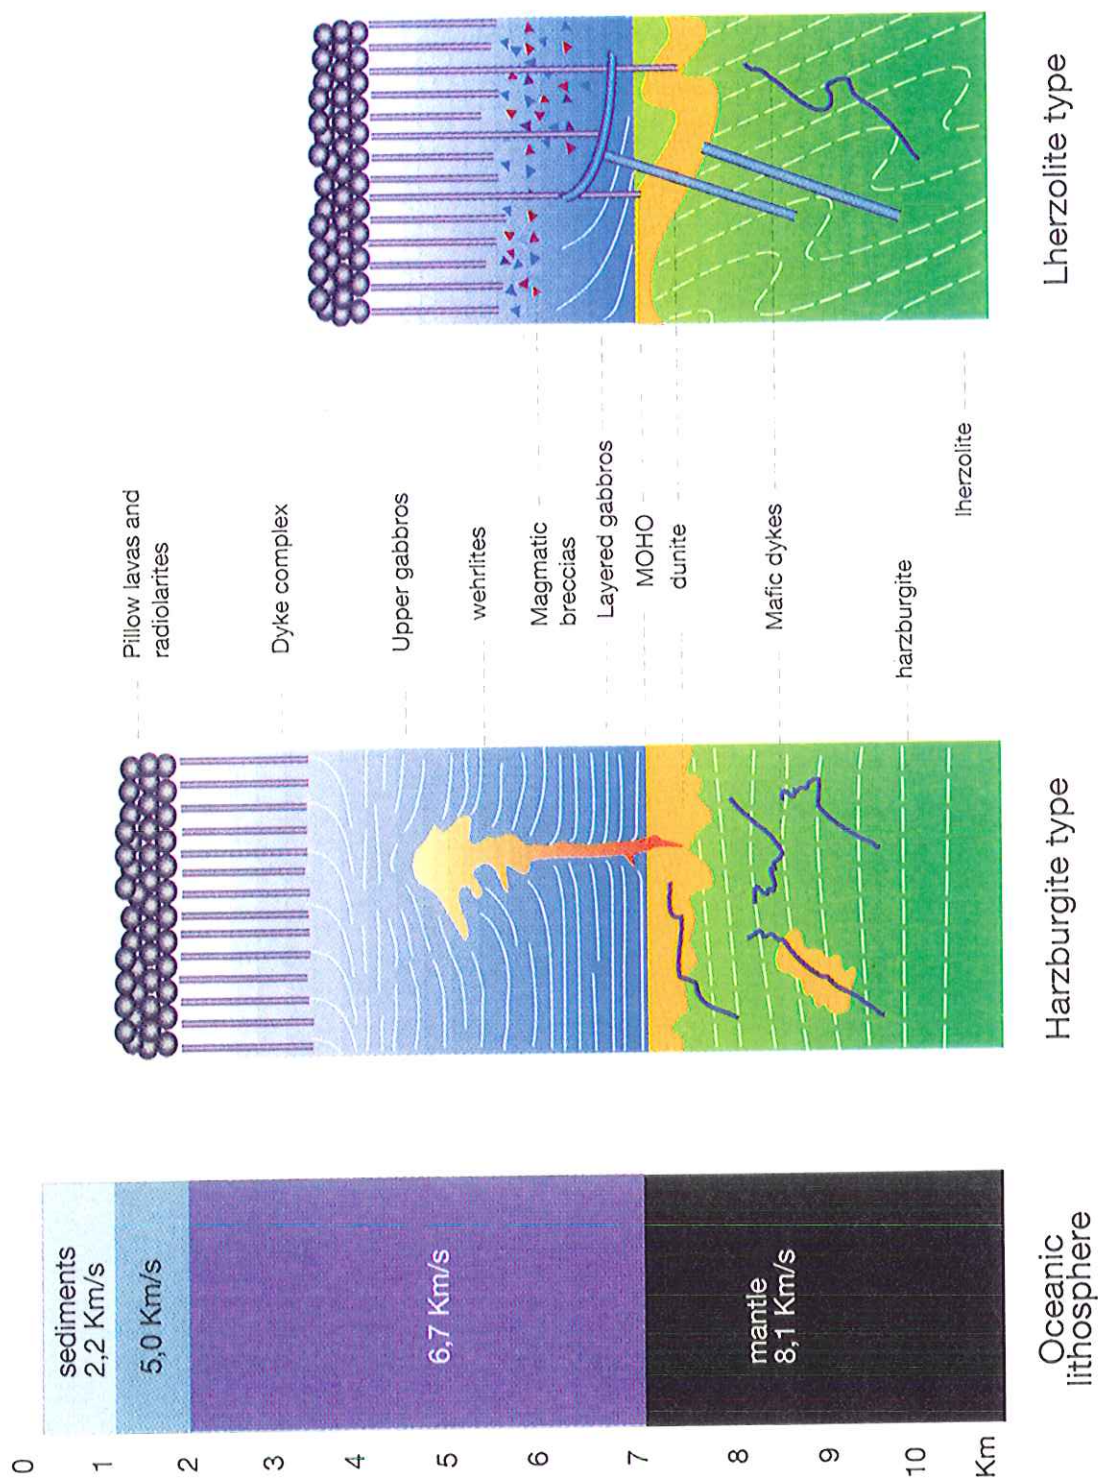 0
1
2
3
4
5
6
7
8
9
10
Km
sediments
2,2 Km/s
5,0 Km/s
6,7 Km/s
mantle
8,1 Km/s
Oceanic
lithosphere
Harzburgite type
Pillow lavas and
radiolarites
Dyke complex
Upper gabbros
wehrlites
Magmatic
breccias
Layered gabbros
MOHO
dunite
Mafic dykes
harzburgite
lherzolite
Lherzolite type